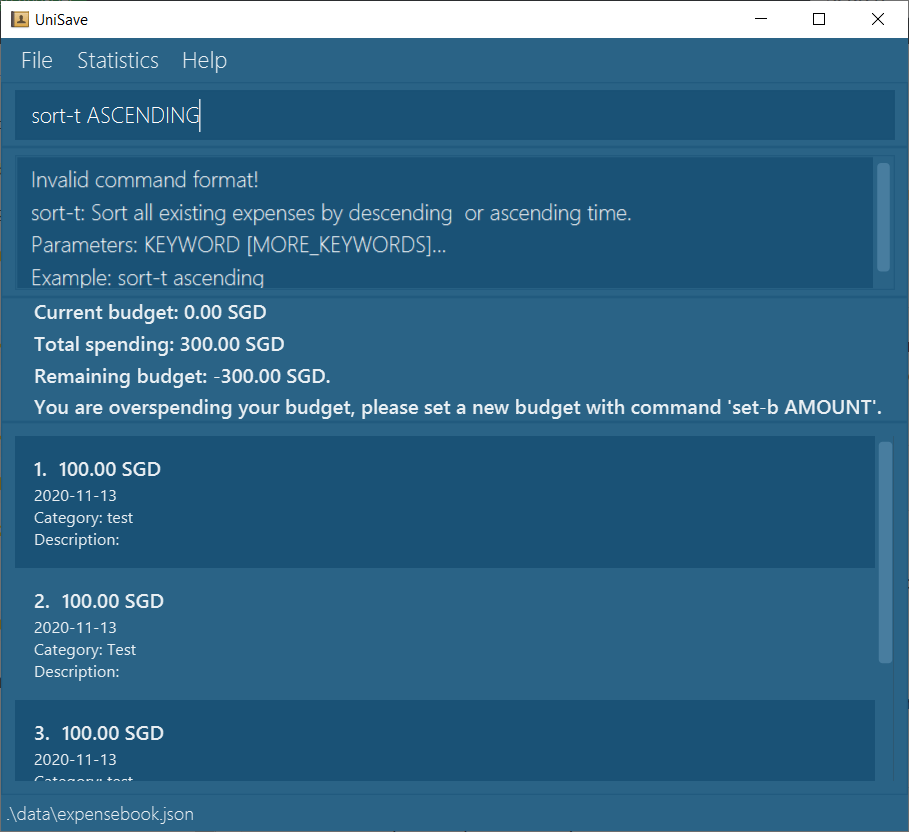 UniSave
File Statistics Help
sort-t ASCENDING
Invalid command format!
sort-t: Sort all existing expenses by descending  or ascending time.
Parameters: KEYWORD [MORE_KEYWORDS]...
Example: sort-t ascending
Current budget: 0.00 SGD
Total spending: 300.00 SGD
Remaining budget: -300.00 SGD.
You are overspending your budget, please set a new budget with command 'set-b AMOUNT'.
1. 100.00 SGD
2020-11-13
Category: test
Description:
2. 100.00 SGD
2020-11-13
Category: Test
Description:
3. 100.00 SGD
2020-11-13
Category: test
.\data\expensebook.json